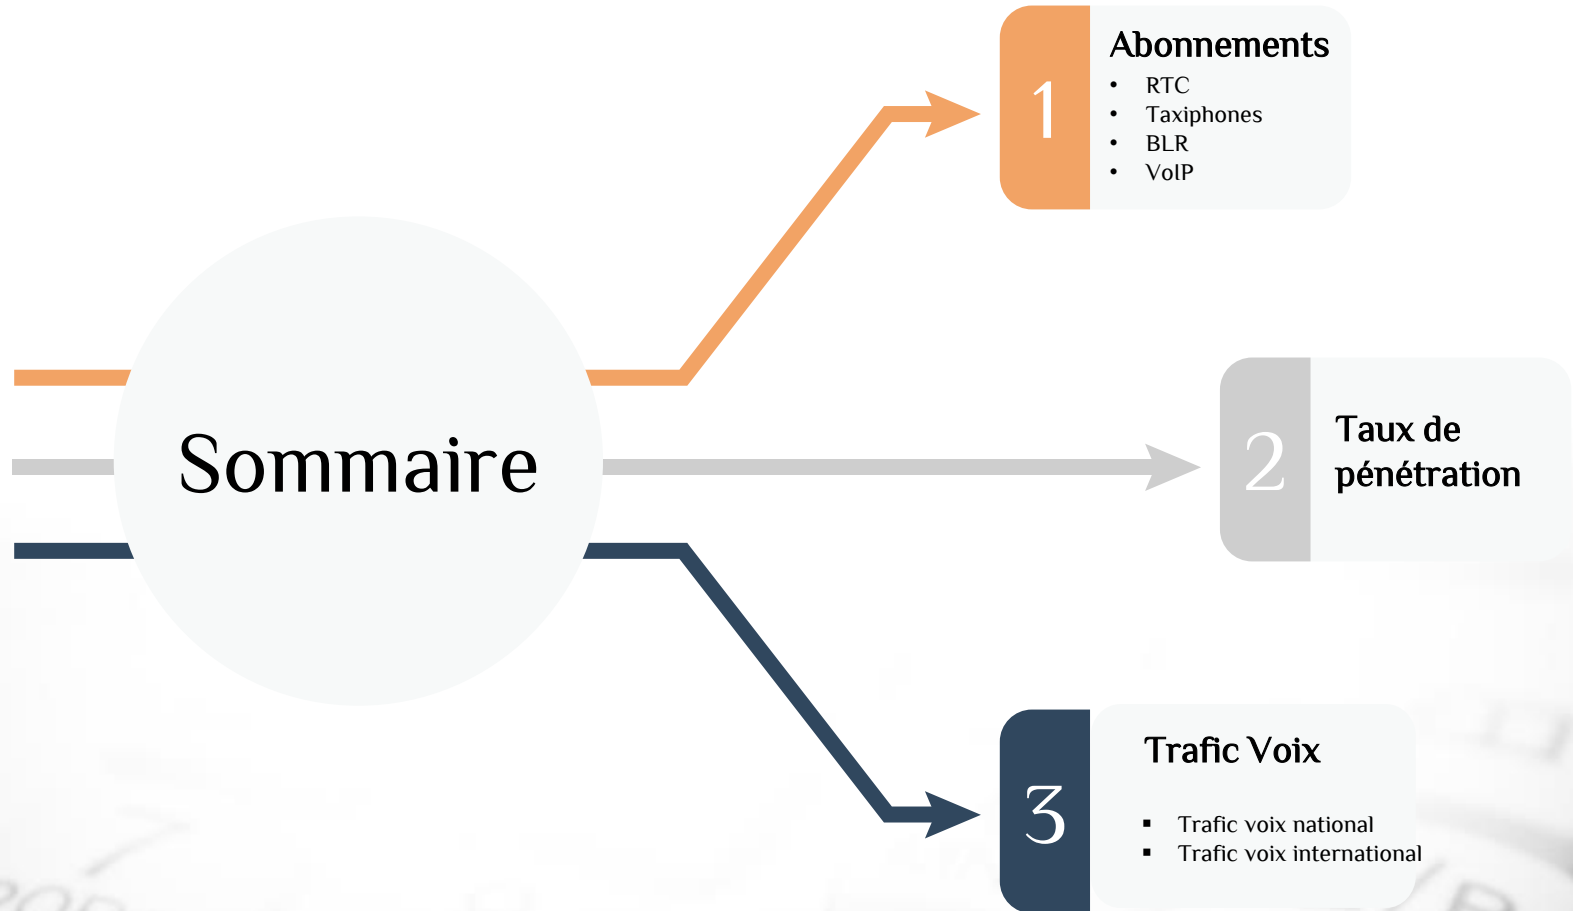 Sommaire
1
Abonnements
• RTC
• Taxiphones
• BLR
• VoIP
2
Taux de
pénétration
3
Trafic Voix
▪ Trafic voix national
▪ Trafic voix international